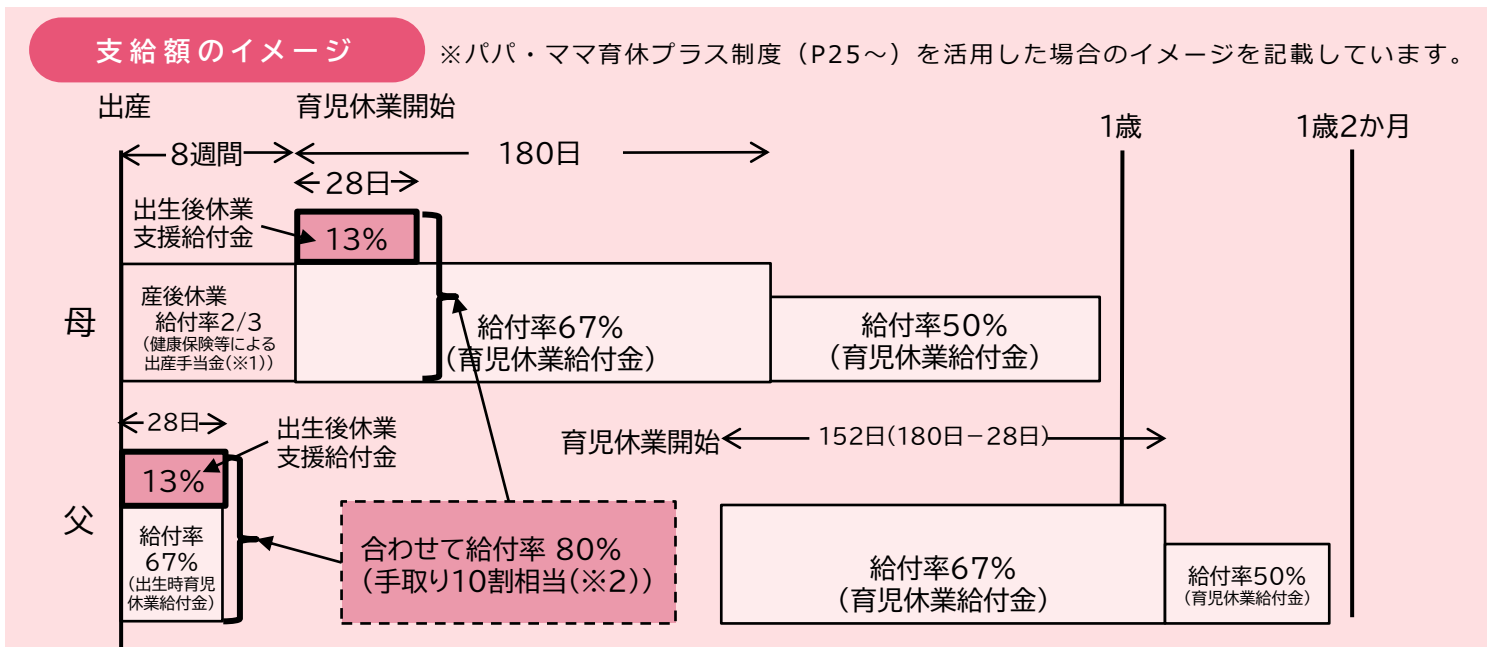 支給額のイメージ
※パパ・ママ育休プラス制度（P25～）を活用した場合のイメージを記載しています。
出産
育児休業開始
1歳
1歳2か月
8週間
180日
28日
出生後休業
支援給付金
13%
母
産後休業
給付率2/3
（健康保険等による
出産手当金(※1)）
給付率67%
（育児休業給付金）
給付率50%
（育児休業給付金）
28日
出生後休業
支援給付金
育児休業開始
152日(180日－28日)
13%
父
給付率
67%
（出生時育児
休業給付金）
合わせて給付率 80%
（手取り10割相当(※2)）
給付率67%
（育児休業給付金）
給付率50%
（育児休業給付金）